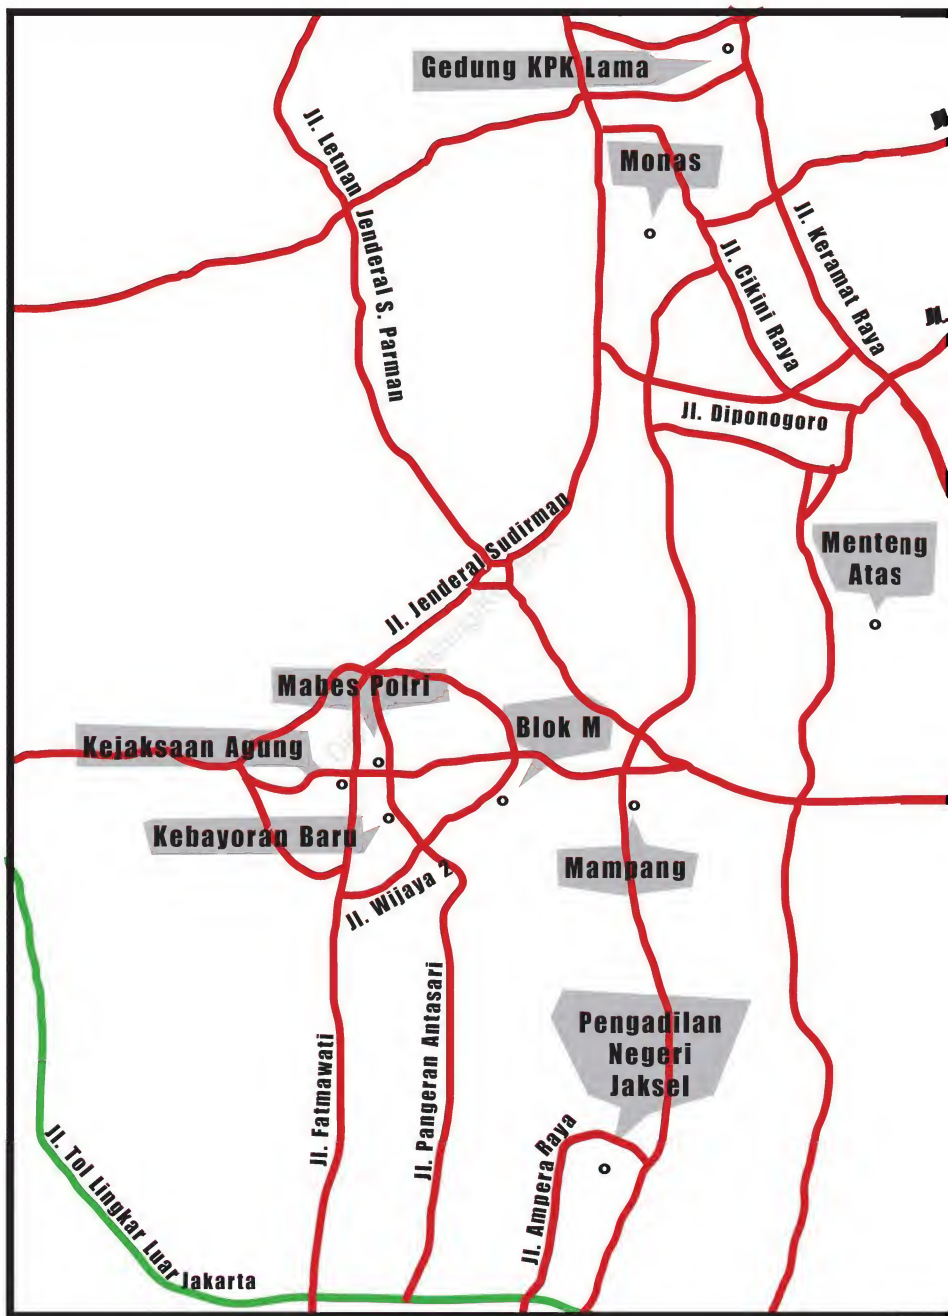 Gedung KPK Lama
Jl. Letnan Jenderal S. Parman
Monas
Jl. Keramat Raya
Jl. Cikini Raya
Jl.
Jl. Diponogoro
Jl. Jenderal Sudirman
Menteng
Atas
Mabes Polri
Blok M
Kejaksaan Agung
Kebayoran Baru
Mampang
Jl. Wijaya 2
Jl. Fatmawati
Jl. Pangeran Antasari
Pengadilan
Negeri
Jaksel
Jl. Ampera Raya
Jl. Tol Lingkar Luar Jakarta